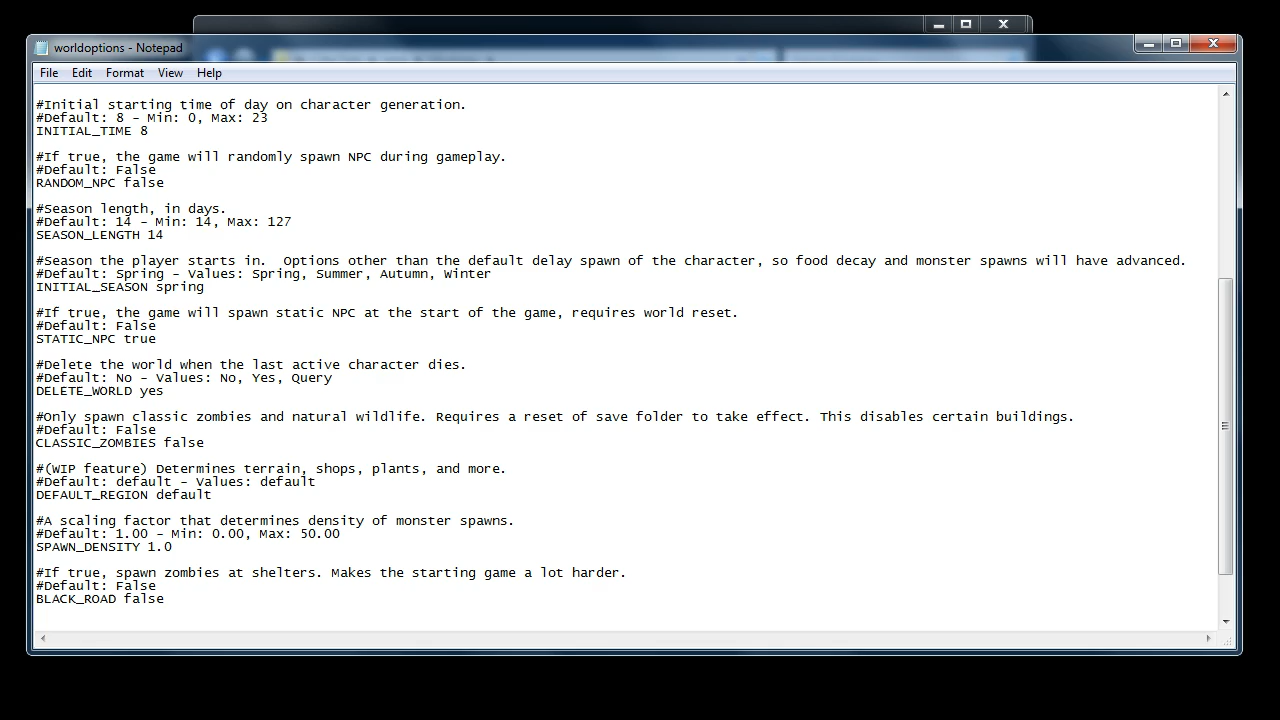 worldoptions - Notepad
File Edit Format View Help
#Initial starting time of day on character generation.
#Default: 8 - Min: 0, Max: 23
INITIAL_TIME 8
#If true, the game will randomly spawn NPC during gameplay.
#Default: False
RANDOM_NPC false
#Season length, in days.
#Default: 14 - Min: 14, Max: 127
SEASON_LENGTH 14
#Season the player starts in.  Options other than the default delay spawn of the character, so food decay and monster spawns will have advanced.
#Default: Spring - Values: Spring, Summer, Autumn, Winter
INITIAL_SEASON spring
#If true, the game will spawn static NPC at the start of the game, requires world reset.
#Default: False
STATIC_NPC true
#Delete the world when the last active character dies.
#Default: No - Values: No, Yes, Query
DELETE_WORLD yes
#Only spawn classic zombies and natural wildlife. Requires a reset of save folder to take effect. This disables certain buildings.
#Default: False
CLASSIC_ZOMBIES false
#(WIP feature) Determines terrain, shops, plants, and more.
#Default: default - Values: default
DEFAULT_REGION default
#A scaling factor that determines density of monster spawns.
#Default: 1.00 - Min: 0.00, Max: 50.00
SPAWN_DENSITY 1.0
#If true, spawn zombies at shelters. Makes the starting game a lot harder.
#Default: False
BLACK_ROAD false